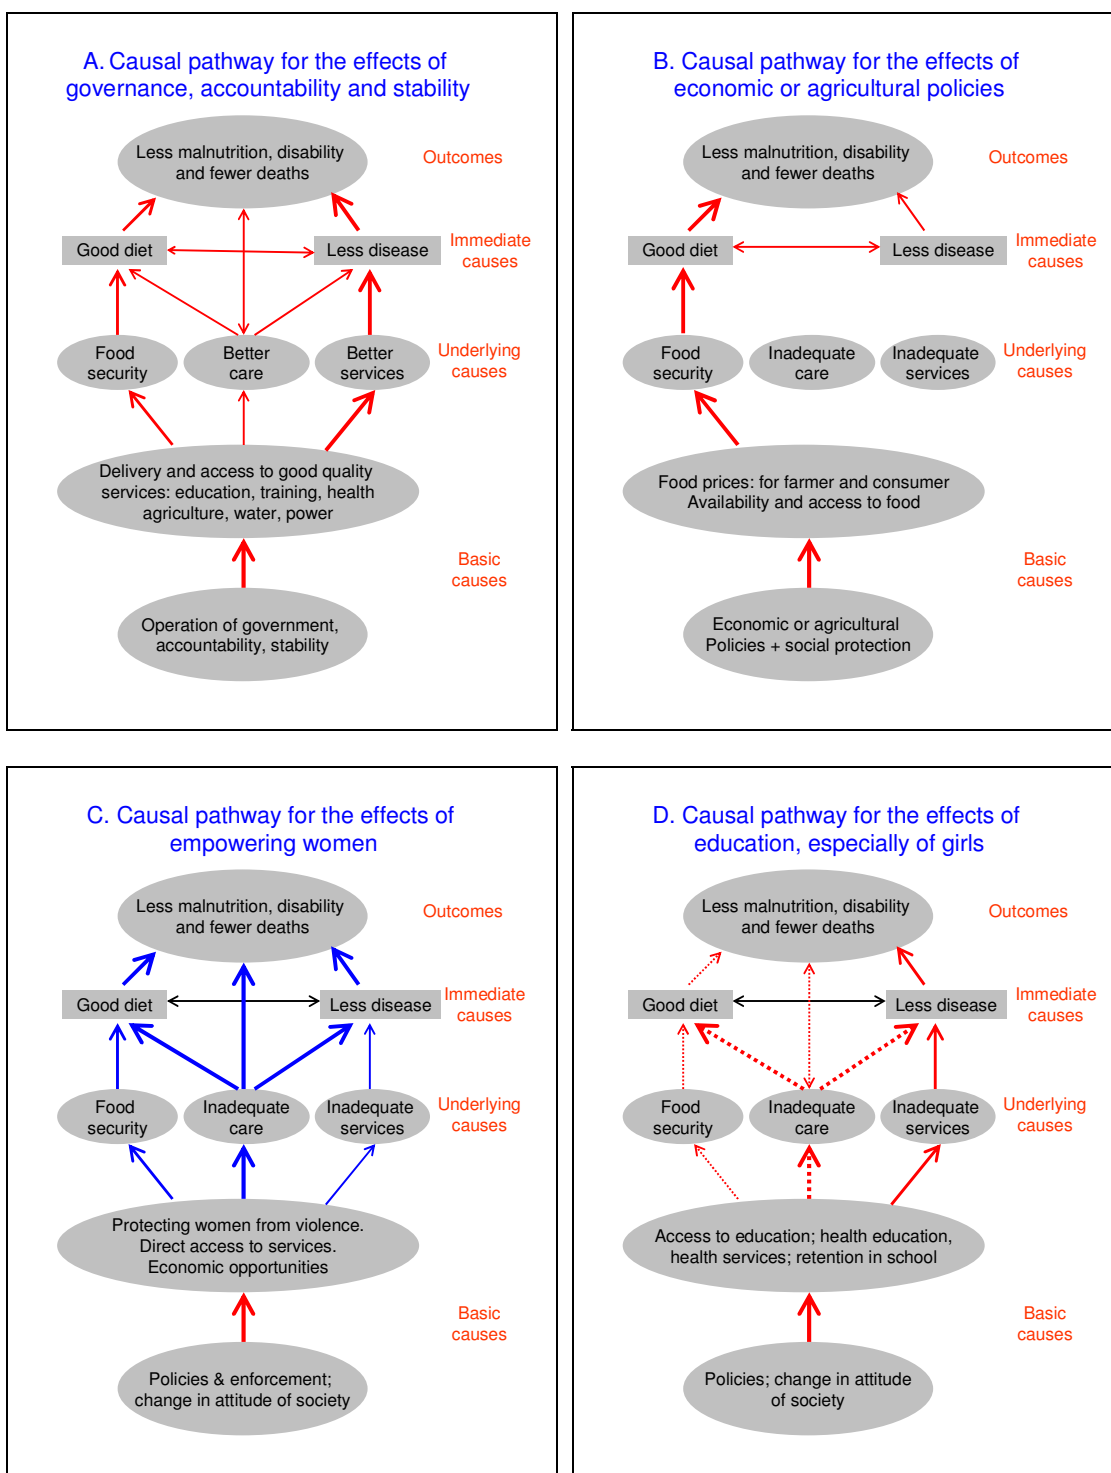 A. Causal pathway for the effects of
governance, accountability and stability
Less malnutrition, disability
and fewer deaths
Outcomes
Good diet
Less disease
Immediate
causes
Food
security
Better
care
Better
services
Underlying
causes
Delivery and access to good quality
services: education, training, health
agriculture, water, power
Basic
causes
Operation of government,
accountability, stability
B. Causal pathway for the effects of
economic or agricultural policies
Less malnutrition, disability
and fewer deaths
Outcomes
Good diet
Less disease
Immediate
causes
Food
security
Inadequate
care
Inadequate
services
Underlying
causes
Food prices: for farmer and consumer
Availability and access to food
Basic
causes
Economic or agricultural
Policies + social protection
C. Causal pathway for the effects of
empowering women
Less malnutrition, disability
and fewer deaths
Outcomes
Good diet
Less disease
Immediate
causes
Food
security
Inadequate
care
Inadequate
services
Underlying
causes
Protecting women from violence.
Direct access to services.
Economic opportunities
Basic
causes
Policies & enforcement;
change in attitude of society
D. Causal pathway for the effects of
education, especially of girls
Less malnutrition, disability
and fewer deaths
Outcomes
Good diet
Less disease
Immediate
causes
Food
security
Inadequate
care
Inadequate
services
Underlying
causes
Access to education; health education,
health services; retention in school
Basic
causes
Policies; change in attitude
of society